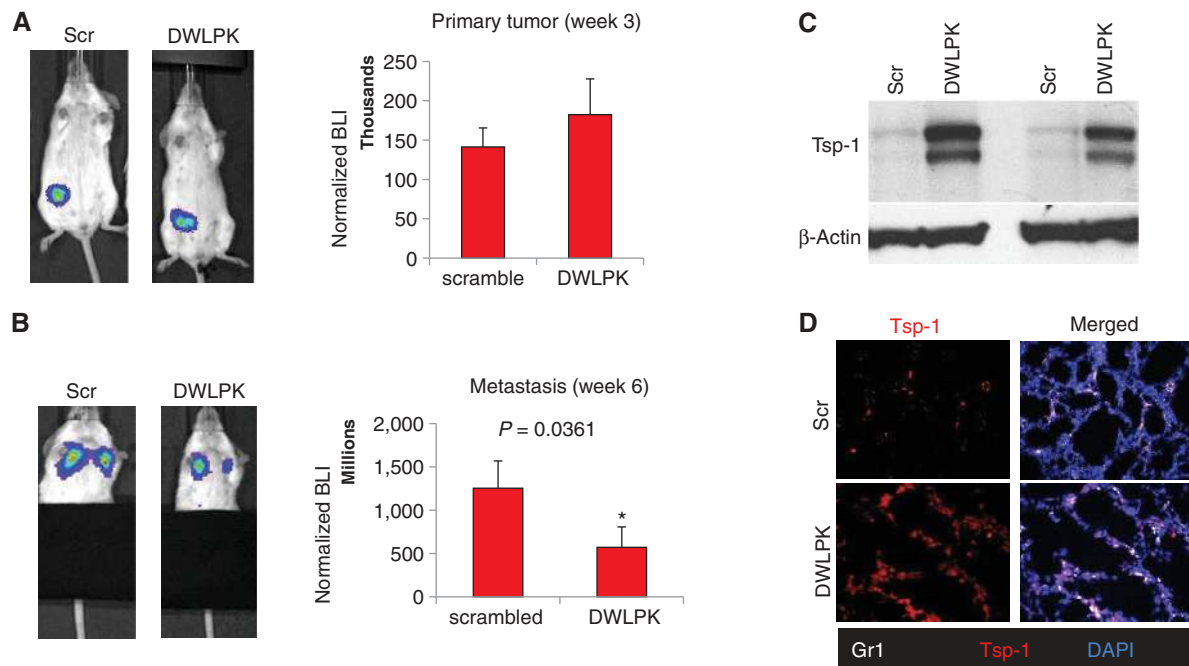 A
Scr
DWLPK
Primary tumor (week 3)
Normalized BLI
Thousands
250
200
150
100
50
0
scramble
DWLPK
B
Scr
DWLPK
Metastasis (week 6)
P = 0.0361
Normalized BLI
Millions
2,000
1,500
1,000
500
0
*
scrambled
DWLPK
C
Scr
DWLPK
Scr
DWLPK
Tsp-1
β-Actin
D
Tsp-1
Merged
Scr
DWLPK
Gr1
Tsp-1
DAPI